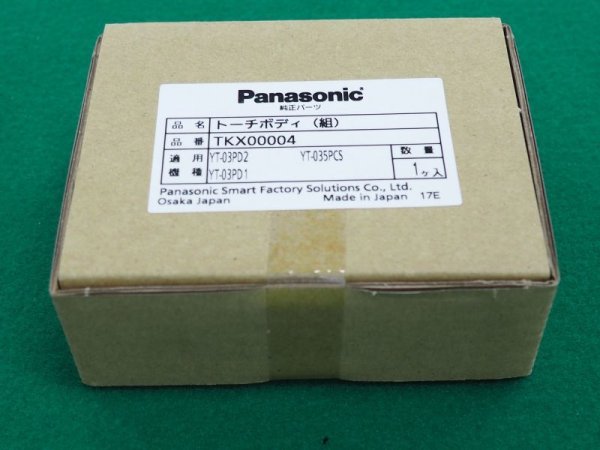 Panasonic
純正パーツ
品名 トーチボディ（組）
品番 TKX00004
適用 YT-03PD2 YT-035PCS 数量
機種 YT-03PD1 1ヶ入
Panasonic Smart Factory Solutions Co., Ltd.
Osaka Japan Made in Japan 17E